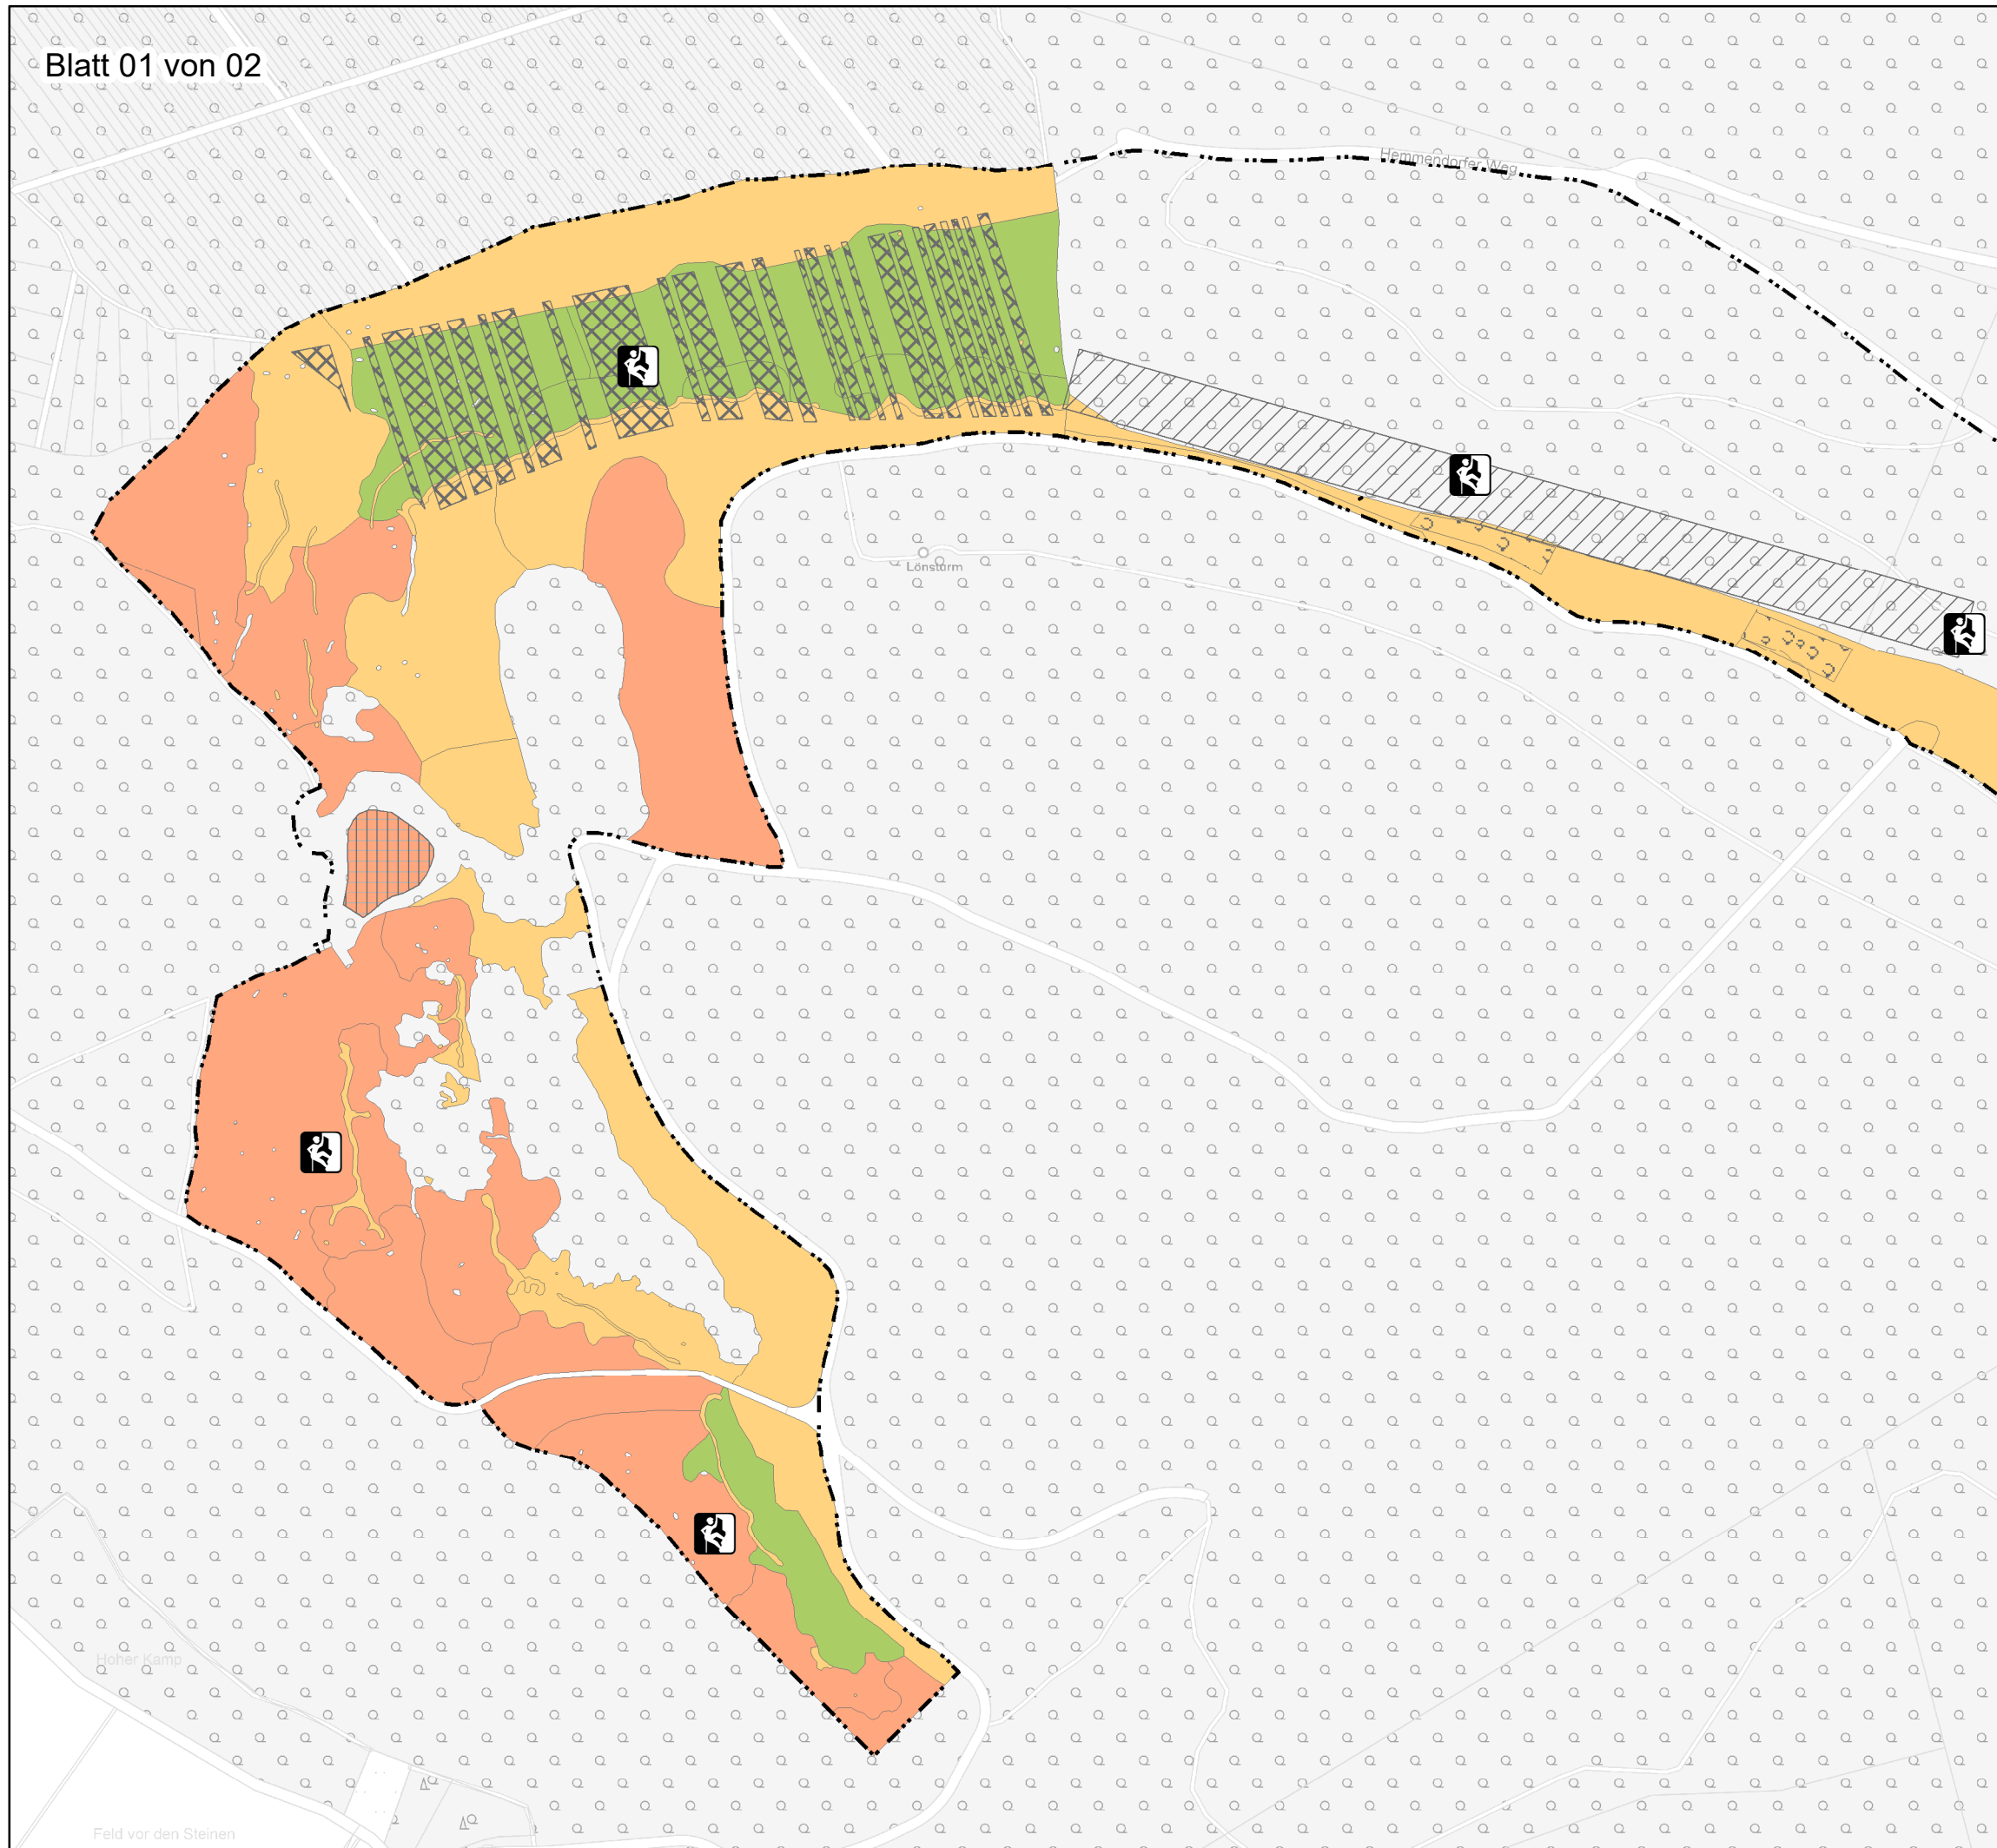 Blatt 01 von 02
Hemmendorfer Weg
Lönsturm
Hoher Kamp
Feld vor den Steinen